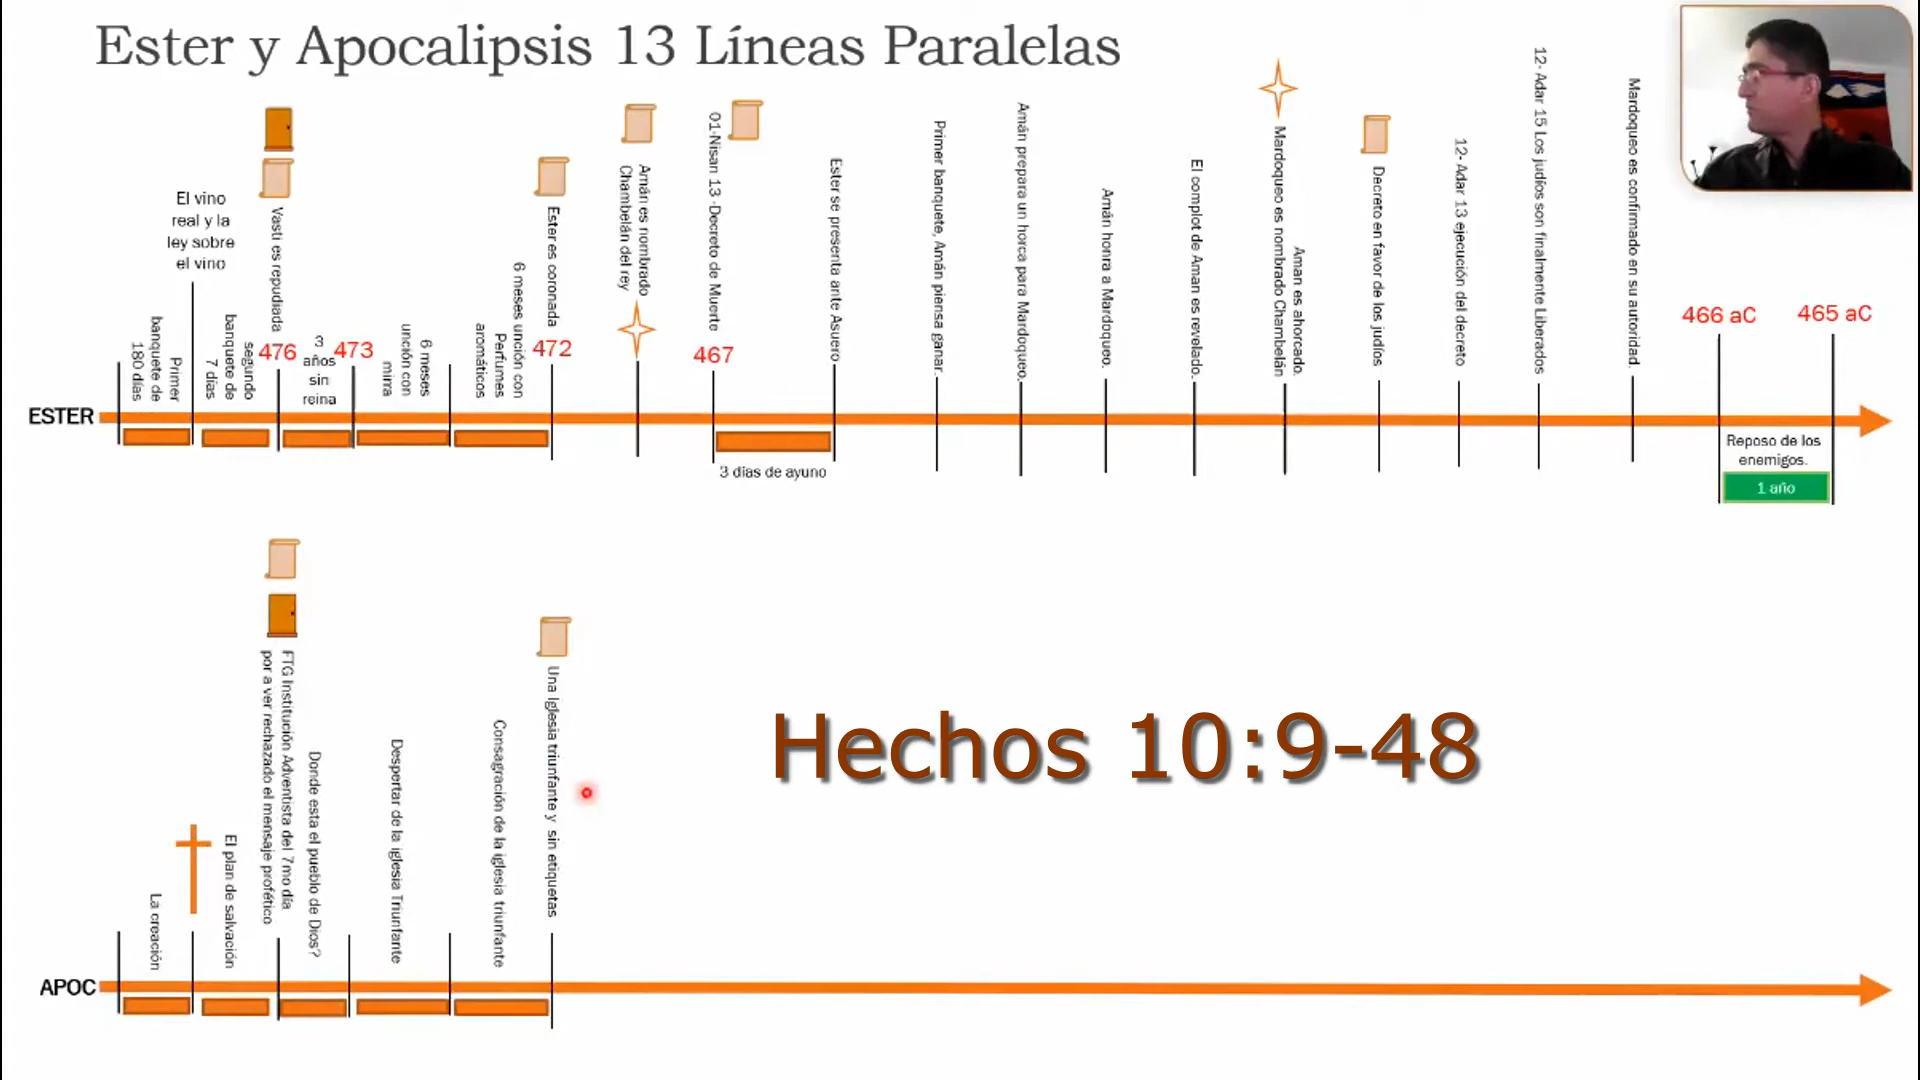 Ester y Apocalipsis 13 Líneas Paralelas
El vino
real y la
ley sobre
el vino
Primer
banquete de
180 días
segundo
banquete de
7 días
Vasti es repudiada
476
3
años
sin
reina
473
6 meses
unción con
mirra
6 meses unción con
Perfumes
aromáticos
Ester es coronada
472
Amán es nombrado
Chambelán del rey
01-Nisan 13 -Decreto de Muerte
467
Ester se presenta ante Asuero
Primer banquete, Amán piensa ganar.
Amán prepara un horca para Mardoqueo.
Amán honra a Mardoqueo.
El complot de Aman es revelado.
Aman es ahorcado.
Mardoqueo es nombrado Chambelán
Decreto en favor de los judíos
12- Adar 13 ejecución del decreto
12- Adar 15 Los judíos son finalmente Liberados
Mardoqueo es confirmado en su autoridad.
466 aC
465 aC
ESTER
3 días de ayuno
Reposo de los
enemigos.
1 año
La creación
El plan de salvación
FTG Institución Adventista del 7mo día
por a ver rechazado el mensaje profético
Donde esta el pueblo de Dios?
Despertar de la iglesia Triunfante
Consagración de la iglesia triunfante
Una iglesia triunfante y sin etiquetas
Hechos 10:9-48
APOC